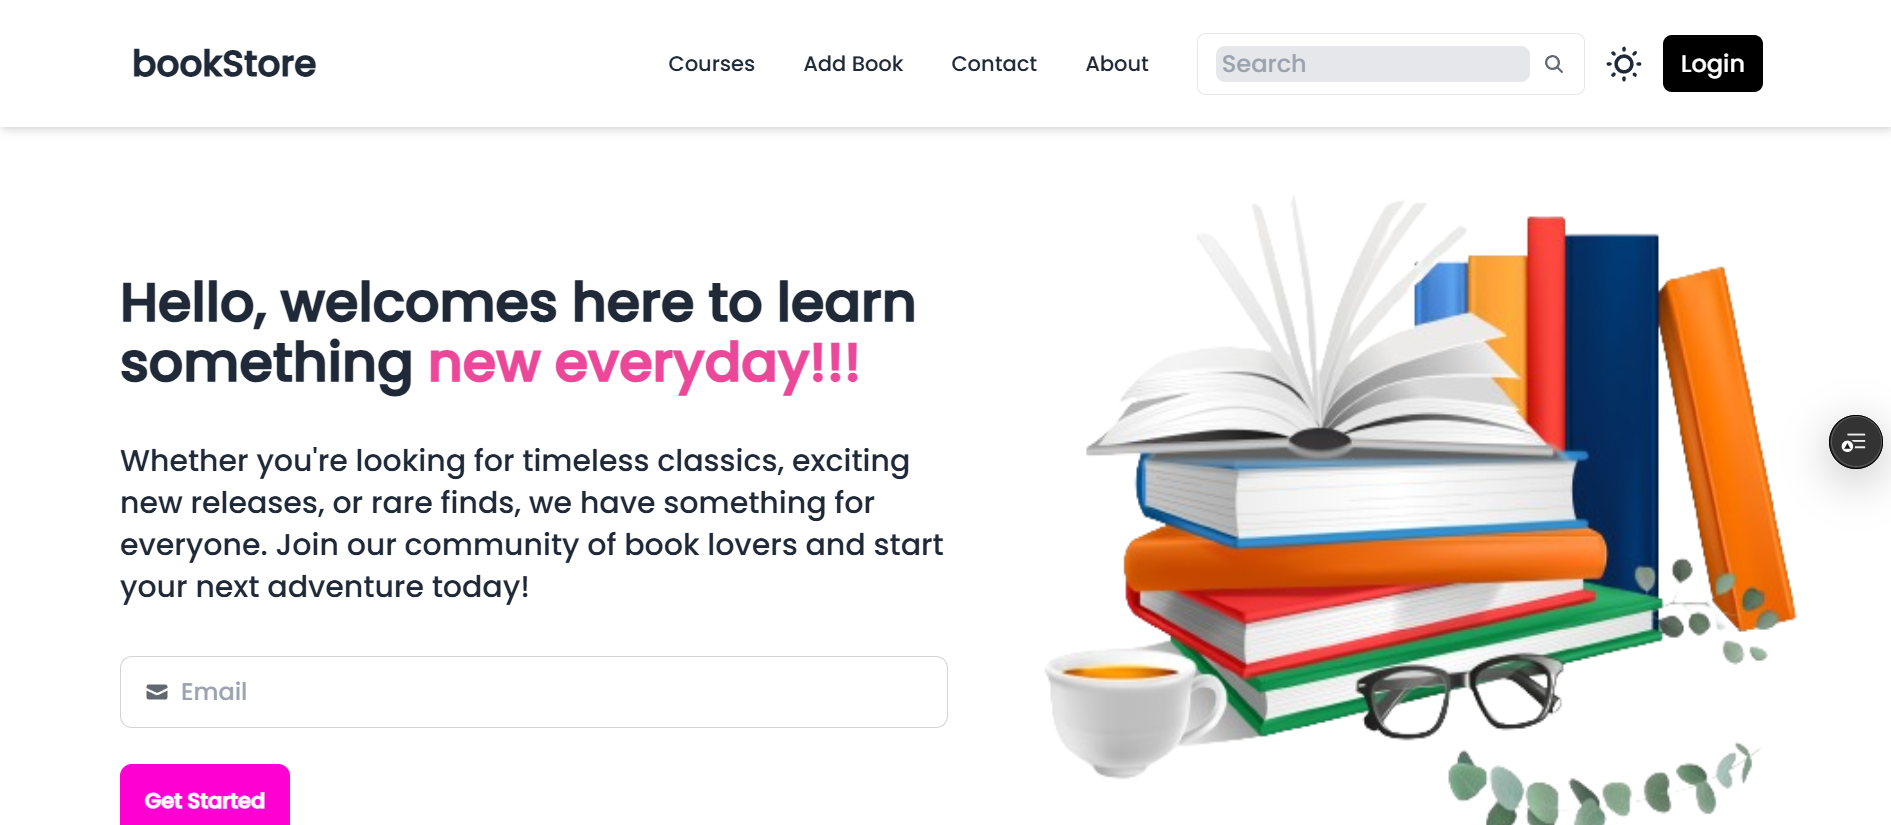 bookStore
Courses
Add Book
Contact
About
Search
Login
Hello, welcomes here to learn
something new everyday!!!
Whether you're looking for timeless classics, exciting
new releases, or rare finds, we have something for
everyone. Join our community of book lovers and start
your next adventure today!
Email
Get Started